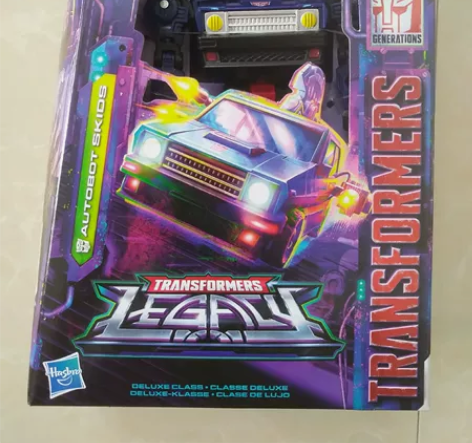 GENERATIONS
TRANSFORMERS
AUTOBOT SKIDS
TRANSFORMERS
LEGACY
Hasbro
DELUXE CLASS • CLASSE DELUXE
DELUXE-KLASSE • CLASE DE LUJO